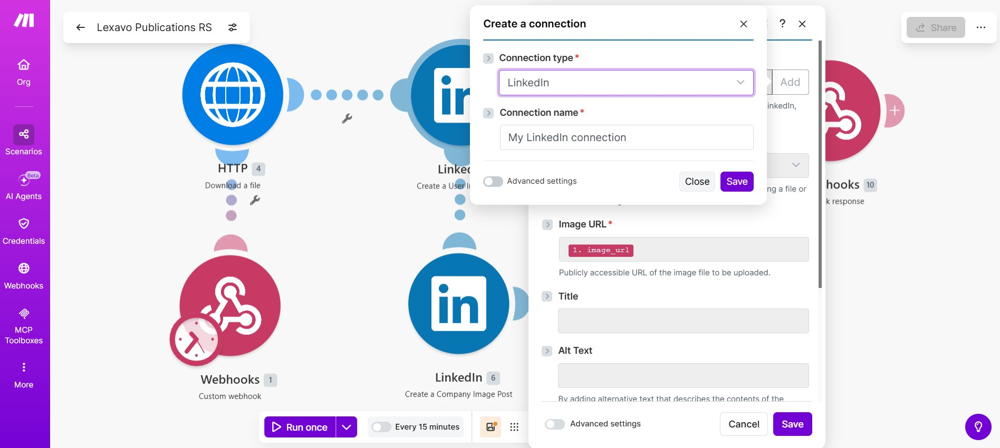 Lexavo Publications RS
Org
Scenarios
Beta
AI Agents
Credentials
Webhooks
MCP
Toolboxes
More
HTTP 4
Download a file
Webhooks 1
Custom webhook
Create a User I
LinkedIn 6
Create a Company Image Post
Run once
Every 15 minutes
Create a connection
Connection type *
LinkedIn
Connection name *
My LinkedIn connection
Advanced settings
Close
Save
?
Add
inkedIn,
ng a file or
Image URL *
1. image_url
Publicly accessible URL of the image file to be uploaded.
Title
Alt Text
By adding alternative text that describes the contents of the
Advanced settings
Cancel
Save
Share
hooks 10
k response